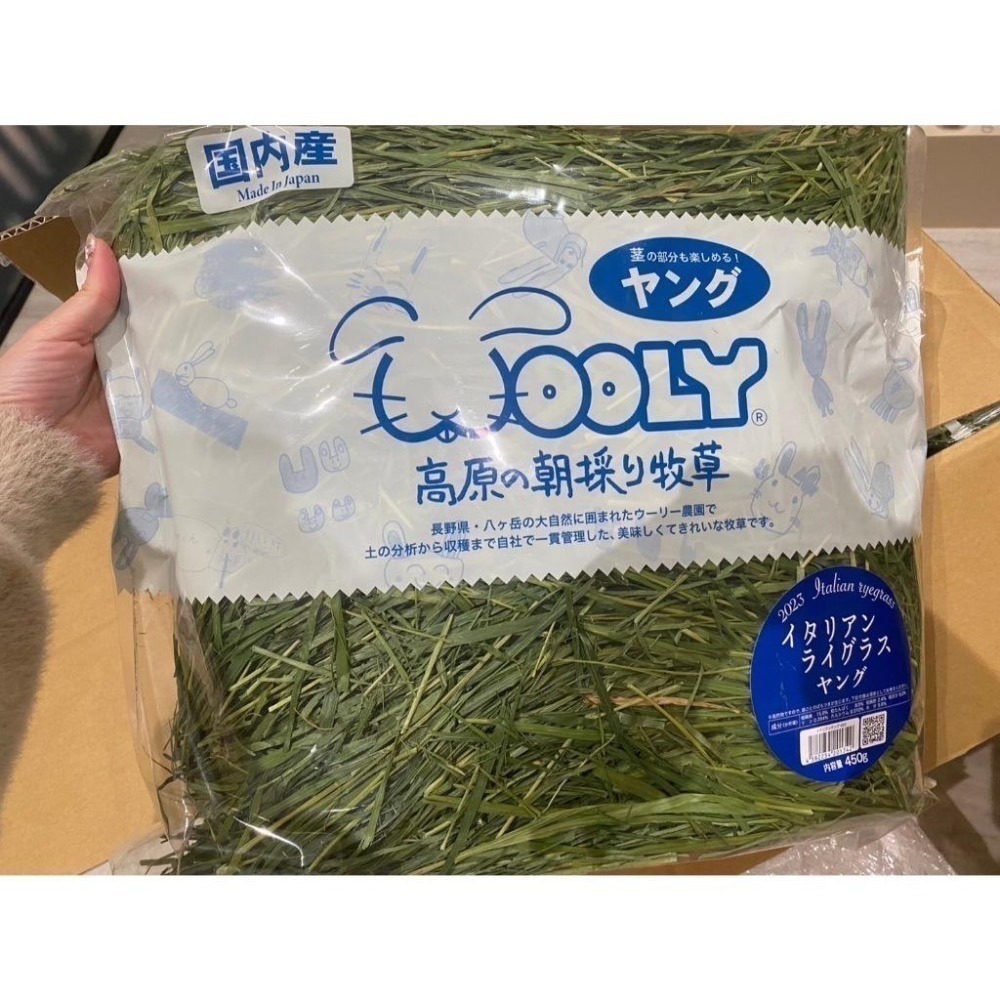 国内産
Made In Japan
茎の部分も楽しめる!
ヤング
WOOLY®
高原の朝採り牧草
長野県・八ヶ岳の大自然に囲まれたウーリー農園で
土の分析から収穫まで自社で一貫管理した、美味しくてきれいな牧草です。
2023 Italian ryegrass
イタリアン
ライグラス
ヤング
内容量 450g